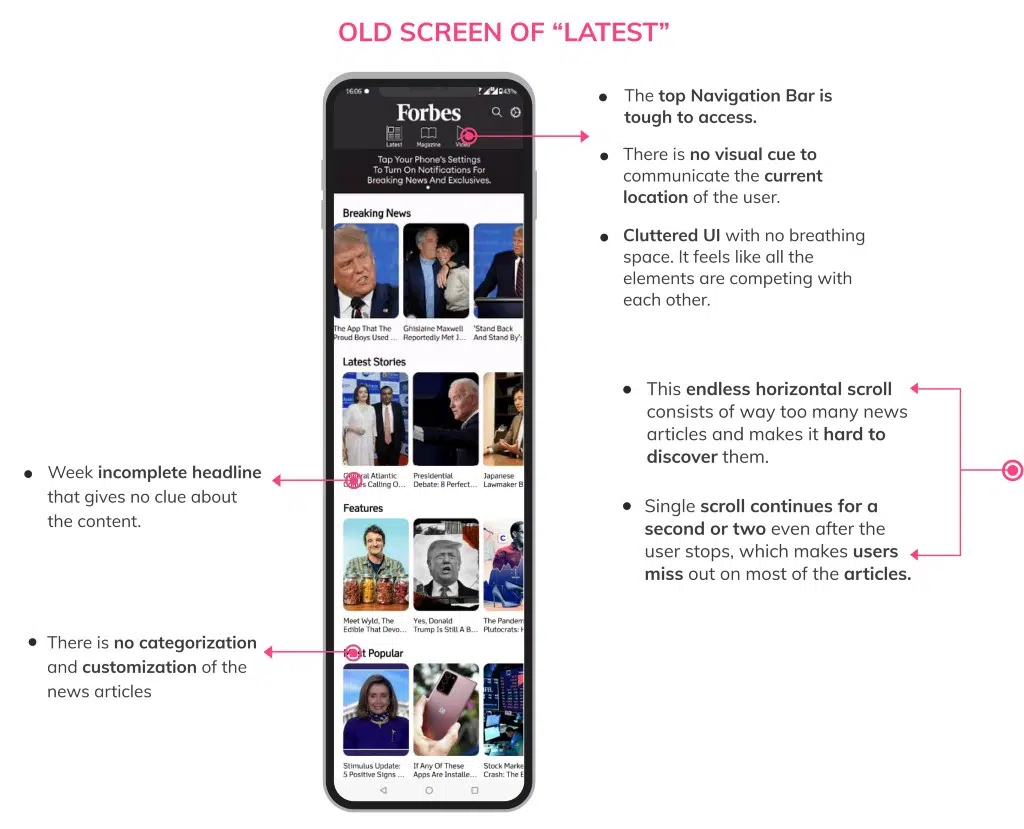 OLD SCREEN OF “LATEST”
16:06
43%
Forbes
Latest
Magazine
Video
Tap Your Phone's Settings
To Turn On Notifications For
Breaking News And Exclusives.
Breaking News
The App That The
Proud Boys Used ...
Ghislaine Maxwell
Reportedly Met J...
'Stand Back
And Stand By':
Latest Stories
Atlantic
Calling O...
Presidential
Debate: 8 Perfect...
Japanese
Lawmaker B
Features
Meet Wyld, The
Edible That Devo...
Yes, Donald
Trump Is Still A B...
The Pandem
Plutocrats: H
Most Popular
Stimulus Update:
5 Positive Signs ...
If Any Of These
Apps Are Installe...
Stock Marke
Crash: The E
The top Navigation Bar is
tough to access.
There is no visual cue to
communicate the current
location of the user.
Cluttered UI with no breathing
space. It feels like all the
elements are competing with
each other.
This endless horizontal scroll
consists of way too many news
articles and makes it hard to
discover them.
Single scroll continues for a
second or two even after the
user stops, which makes users
miss out on most of the articles.
Week incomplete headline
that gives no clue about
the content.
There is no categorization
and customization of the
news articles